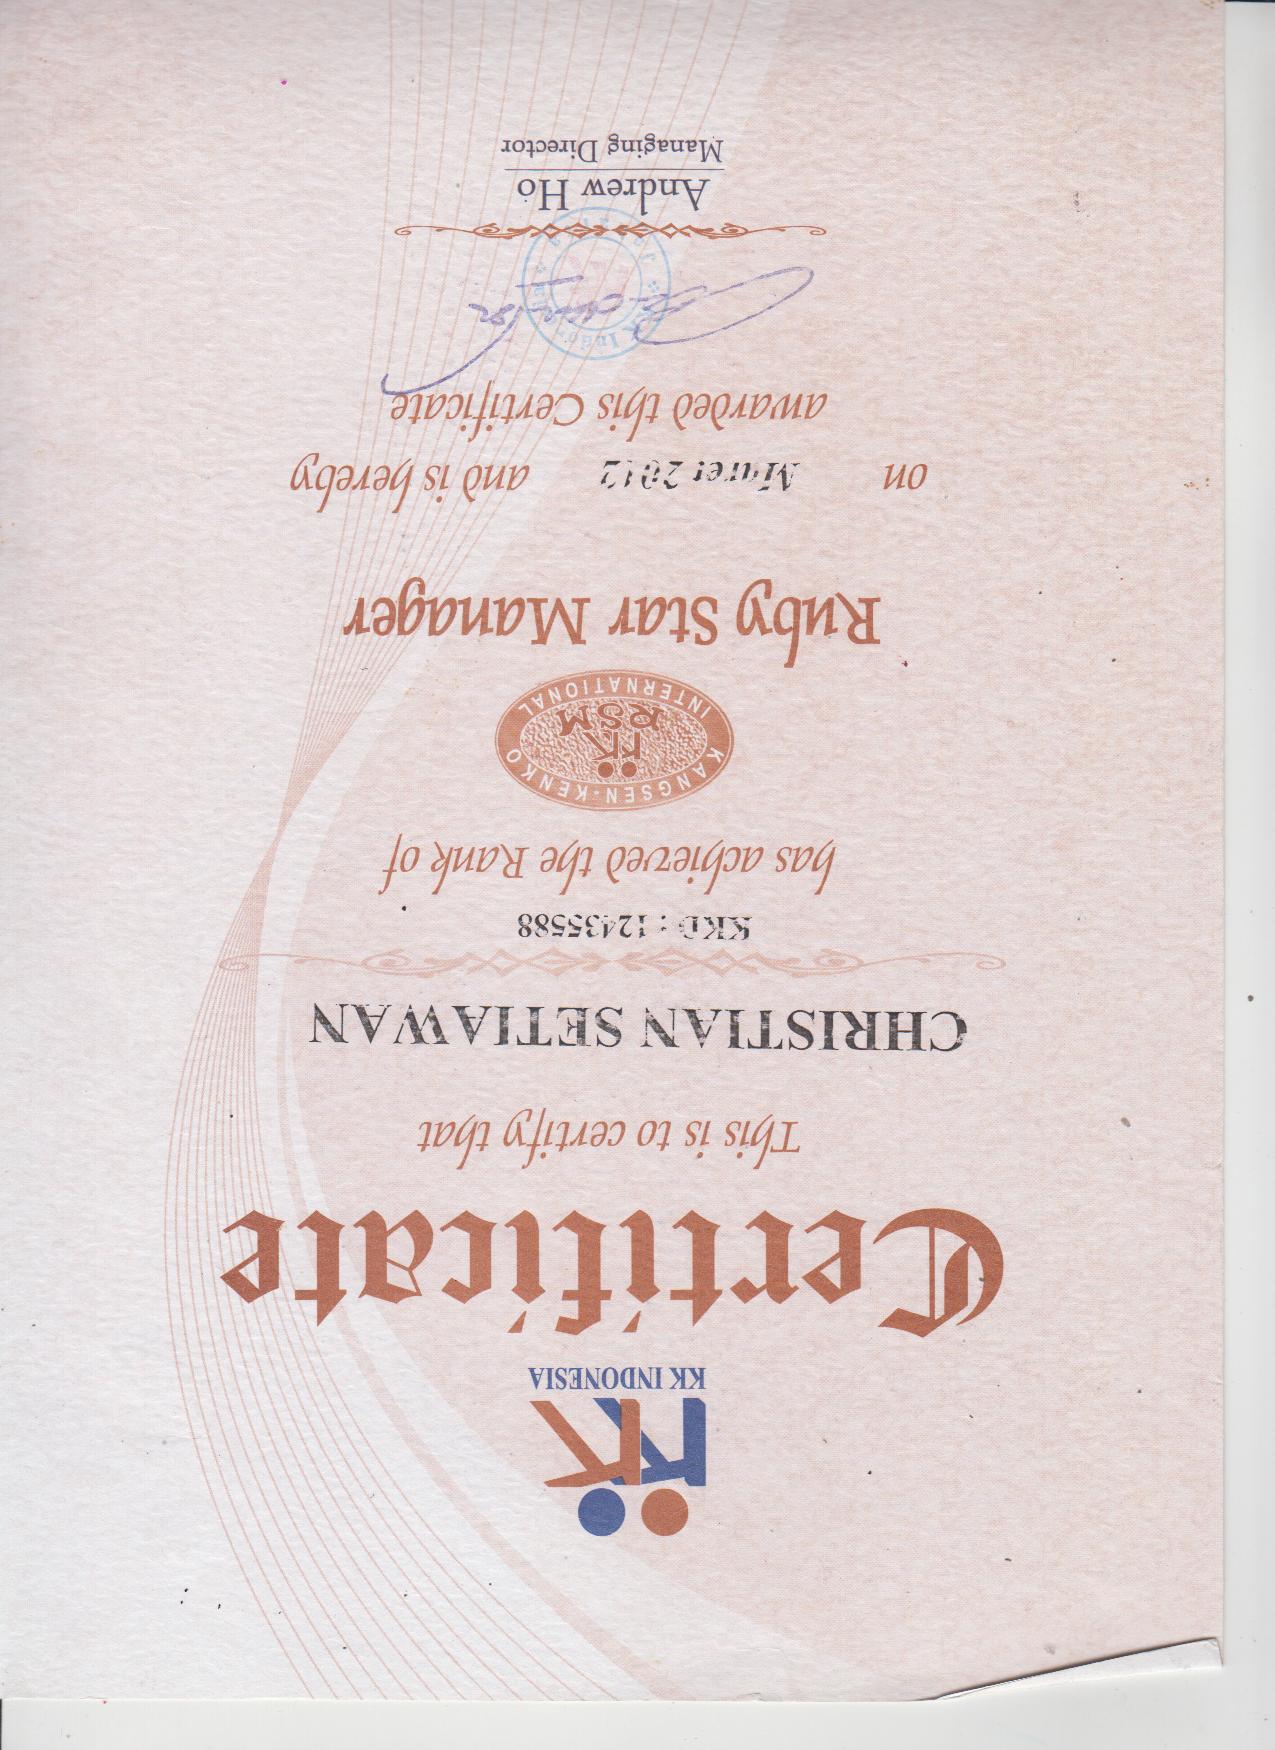 KK INDONESIA
Certificate
This is to certify that
CHRISTIAN SETIAWAN
KKD : 12435588
has achieved the Rank of
KANGSEN·KENKO
KK
RSM
INTERNATIONAL
Ruby Star Manager
on Maret 2012 and is hereby
awarded this Certificate
Andrew Ho
Managing Director